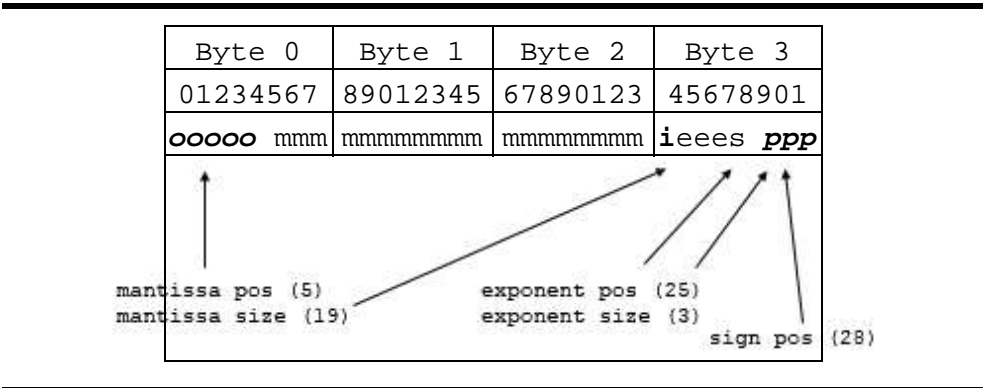 Byte 0 Byte 1 Byte 2 Byte 3
01234567 89012345 67890123 45678901
ooooo mmm mmmmmmmm mmmmmmmm ieees ppp
mantissa pos (5) exponent pos (25)
mantissa size (19) exponent size (3)
sign pos (28)